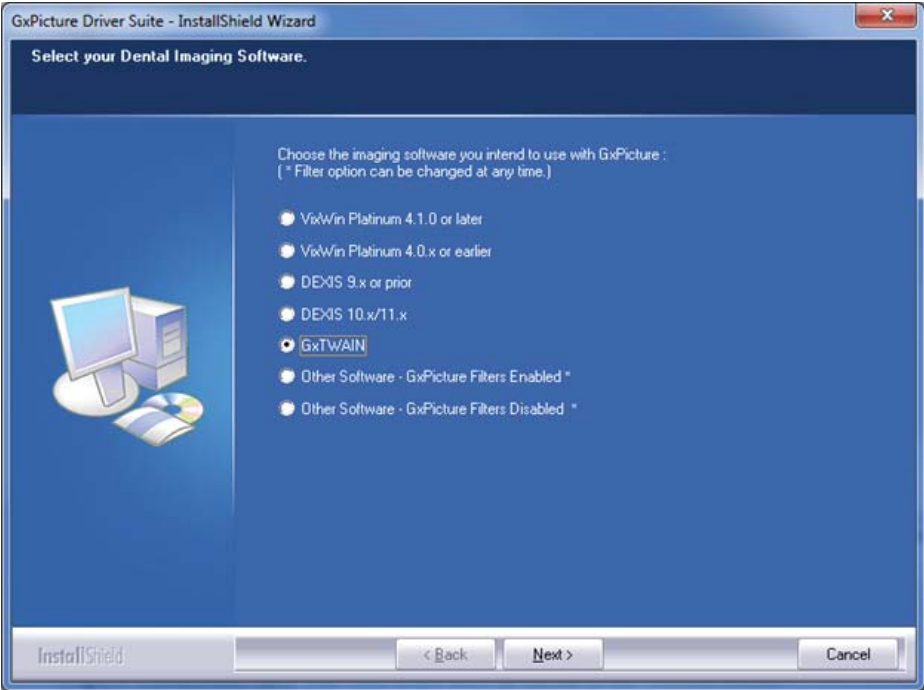 GxPicture Driver Suite - InstallShield Wizard
Select your Dental Imaging Software.
Choose the imaging software you intend to use with GxPicture :
( * Filter option can be changed at any time.)
VixWin Platinum 4.1.0 or later
VixWin Platinum 4.0.x or earlier
DEXIS 9.x or prior
DEXIS 10.x/11.x
GxTWAIN
Other Software - GxPicture Filters Enabled *
Other Software - GxPicture Filters Disabled *
InstallShield
< Back
Next >
Cancel